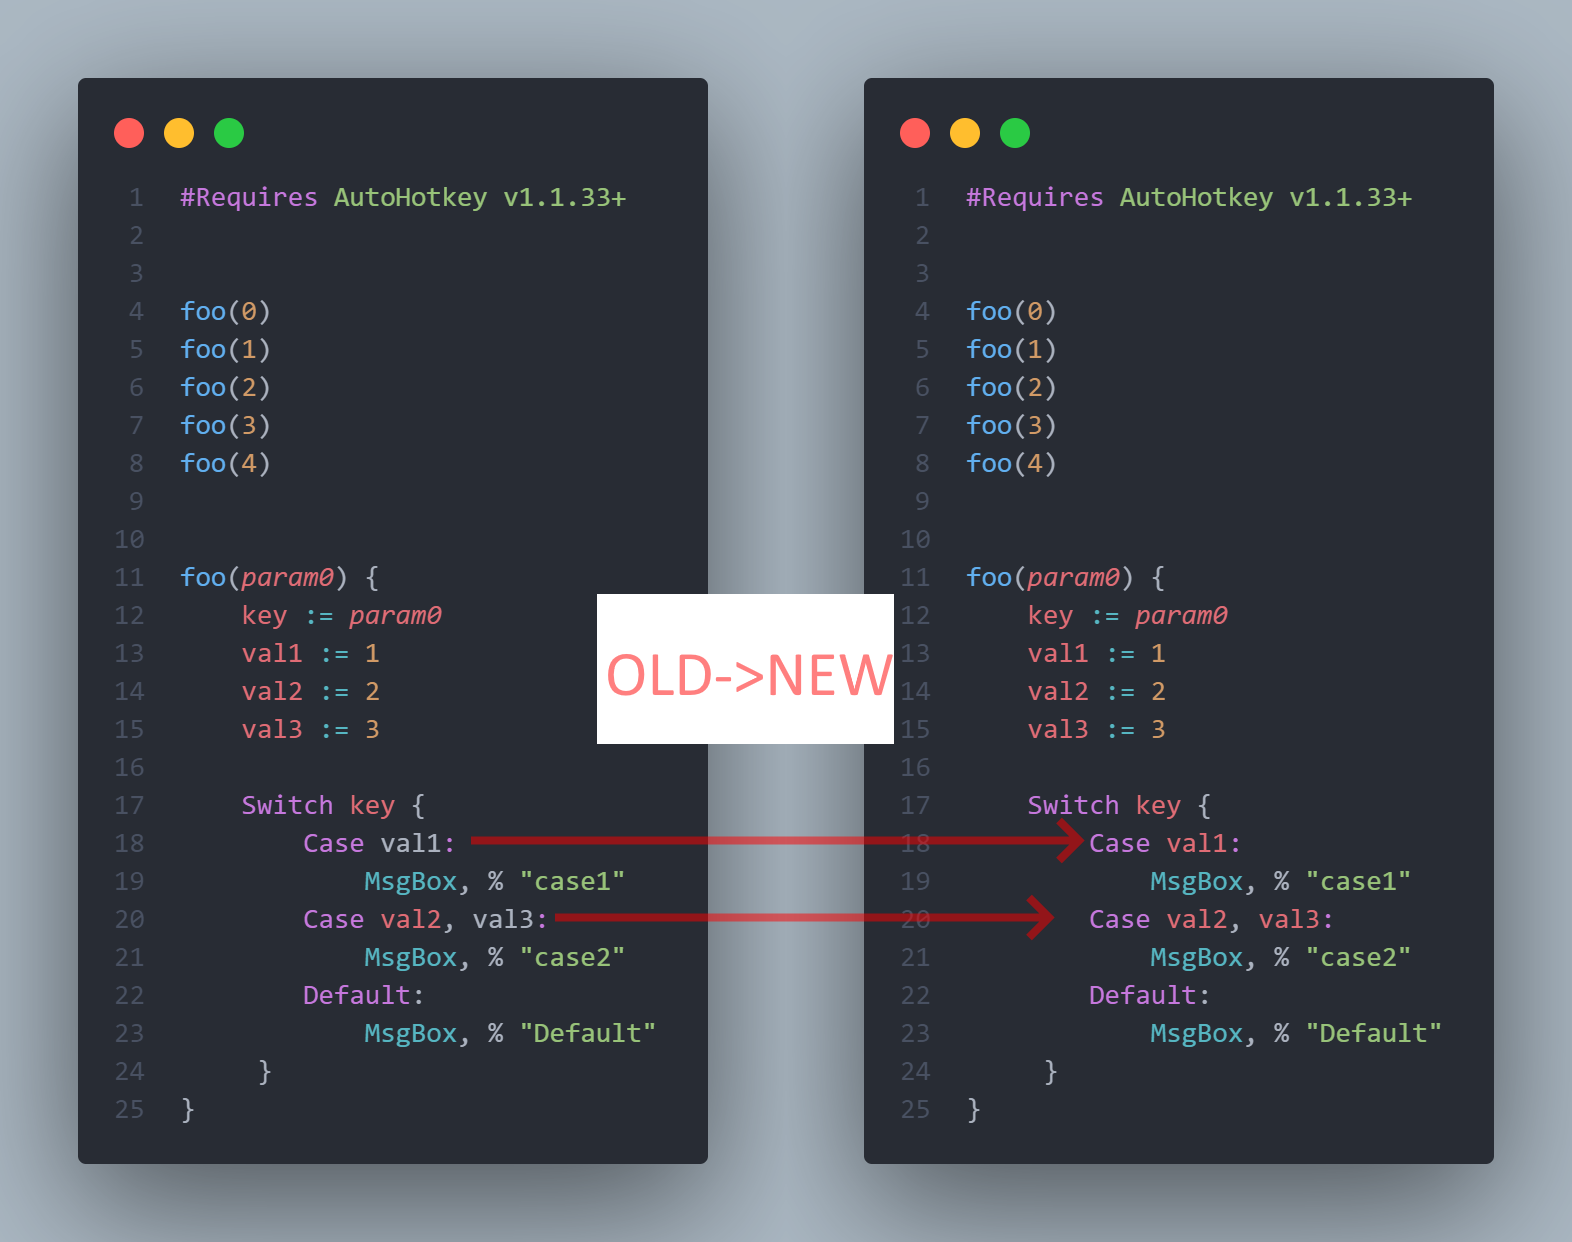 1 #Requires AutoHotkey v1.1.33+
2
3
4 foo(0)
5 foo(1)
6 foo(2)
7 foo(3)
8 foo(4)
9
10
11 foo(param0) {
12     key := param0
13     val1 := 1
14     val2 := 2
15     val3 := 3
16
17     Switch key {
18         Case val1:
19             MsgBox, % "case1"
20         Case val2, val3:
21             MsgBox, % "case2"
22         Default:
23             MsgBox, % "Default"
24      }
25 }
OLD->NEW
1 #Requires AutoHotkey v1.1.33+
2
3
4 foo(0)
5 foo(1)
6 foo(2)
7 foo(3)
8 foo(4)
9
10
11 foo(param0) {
12     key := param0
13     val1 := 1
14     val2 := 2
15     val3 := 3
16
17     Switch key {
18         Case val1:
19             MsgBox, % "case1"
20         Case val2, val3:
21             MsgBox, % "case2"
22         Default:
23             MsgBox, % "Default"
24      }
25 }